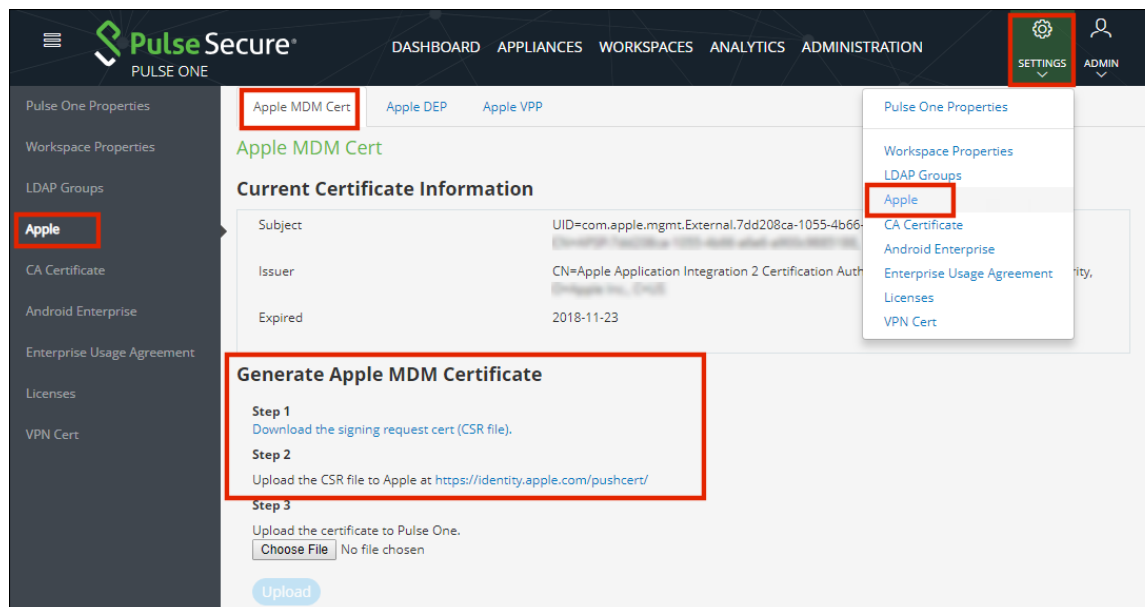 Pulse Secure®
PULSE ONE
DASHBOARD APPLIANCES WORKSPACES ANALYTICS ADMINISTRATION
SETTINGS
ADMIN
Pulse One Properties
Workspace Properties
LDAP Groups
Apple
CA Certificate
Android Enterprise
Enterprise Usage Agreement
Licenses
VPN Cert
Apple MDM Cert Apple DEP Apple VPP
Apple MDM Cert
Current Certificate Information
Subject UID=com.apple.mgmt.External.7dd208ca-1055-4b66-
Issuer CN=Apple Application Integration 2 Certification Auth rity,
Expired 2018-11-23
Generate Apple MDM Certificate
Step 1
Download the signing request cert (CSR file).
Step 2
Upload the CSR file to Apple at https://identity.apple.com/pushcert/
Step 3
Upload the certificate to Pulse One.
Choose File No file chosen
Upload
Pulse One Properties
Workspace Properties
LDAP Groups
Apple
CA Certificate
Android Enterprise
Enterprise Usage Agreement
Licenses
VPN Cert